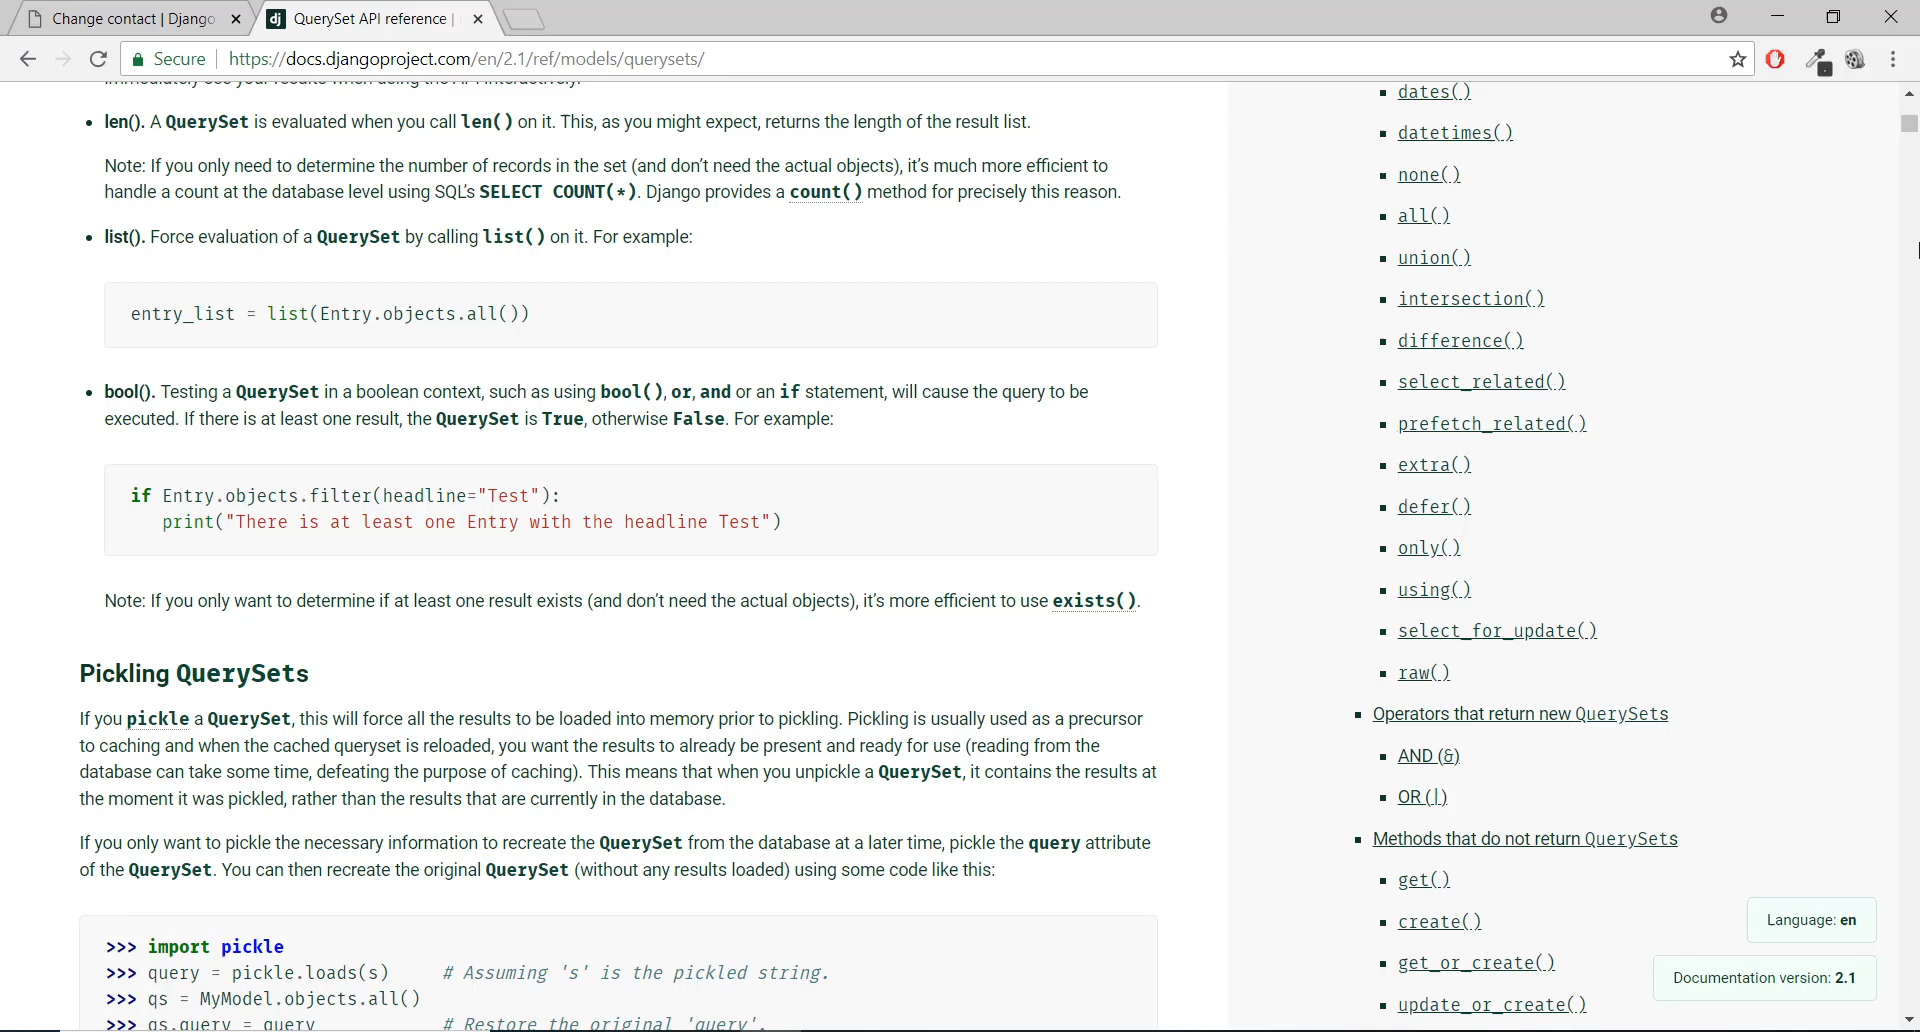 Change contact | Django
QuerySet API reference |
Secure
https://docs.djangoproject.com/en/2.1/ref/models/querysets/
immediately see your results when using the API interactively.
• len(). A QuerySet is evaluated when you call len() on it. This, as you might expect, returns the length of the result list.
Note: If you only need to determine the number of records in the set (and don’t need the actual objects), it’s much more efficient to
handle a count at the database level using SQL’s SELECT COUNT(*). Django provides a count() method for precisely this reason.
• list(). Force evaluation of a QuerySet by calling list() on it. For example:
entry_list = list(Entry.objects.all())
• bool(). Testing a QuerySet in a boolean context, such as using bool(), or, and or an if statement, will cause the query to be
executed. If there is at least one result, the QuerySet is True, otherwise False. For example:
if Entry.objects.filter(headline="Test"):
print("There is at least one Entry with the headline Test")
Note: If you only want to determine if at least one result exists (and don’t need the actual objects), it’s more efficient to use exists().
Pickling QuerySets
If you pickle a QuerySet, this will force all the results to be loaded into memory prior to pickling. Pickling is usually used as a precursor
to caching and when the cached queryset is reloaded, you want the results to already be present and ready for use (reading from the
database can take some time, defeating the purpose of caching). This means that when you unpickle a QuerySet, it contains the results at
the moment it was pickled, rather than the results that are currently in the database.
If you only want to pickle the necessary information to recreate the QuerySet from the database at a later time, pickle the query attribute
of the QuerySet. You can then recreate the original QuerySet (without any results loaded) using some code like this:
>>> import pickle
>>> query = pickle.loads(s) # Assuming 's' is the pickled string.
>>> qs = MyModel.objects.all()
>>> qs.query = query # Restore the original 'query'.
▪ dates()
▪ datetimes()
▪ none()
▪ all()
▪ union()
▪ intersection()
▪ difference()
▪ select_related()
▪ prefetch_related()
▪ extra()
▪ defer()
▪ only()
▪ using()
▪ select_for_update()
▪ raw()
▪ Operators that return new QuerySets
▪ AND (&)
▪ OR (|)
▪ Methods that do not return QuerySets
▪ get()
▪ create()
▪ get_or_create()
▪ update_or_create()
Language: en
Documentation version: 2.1